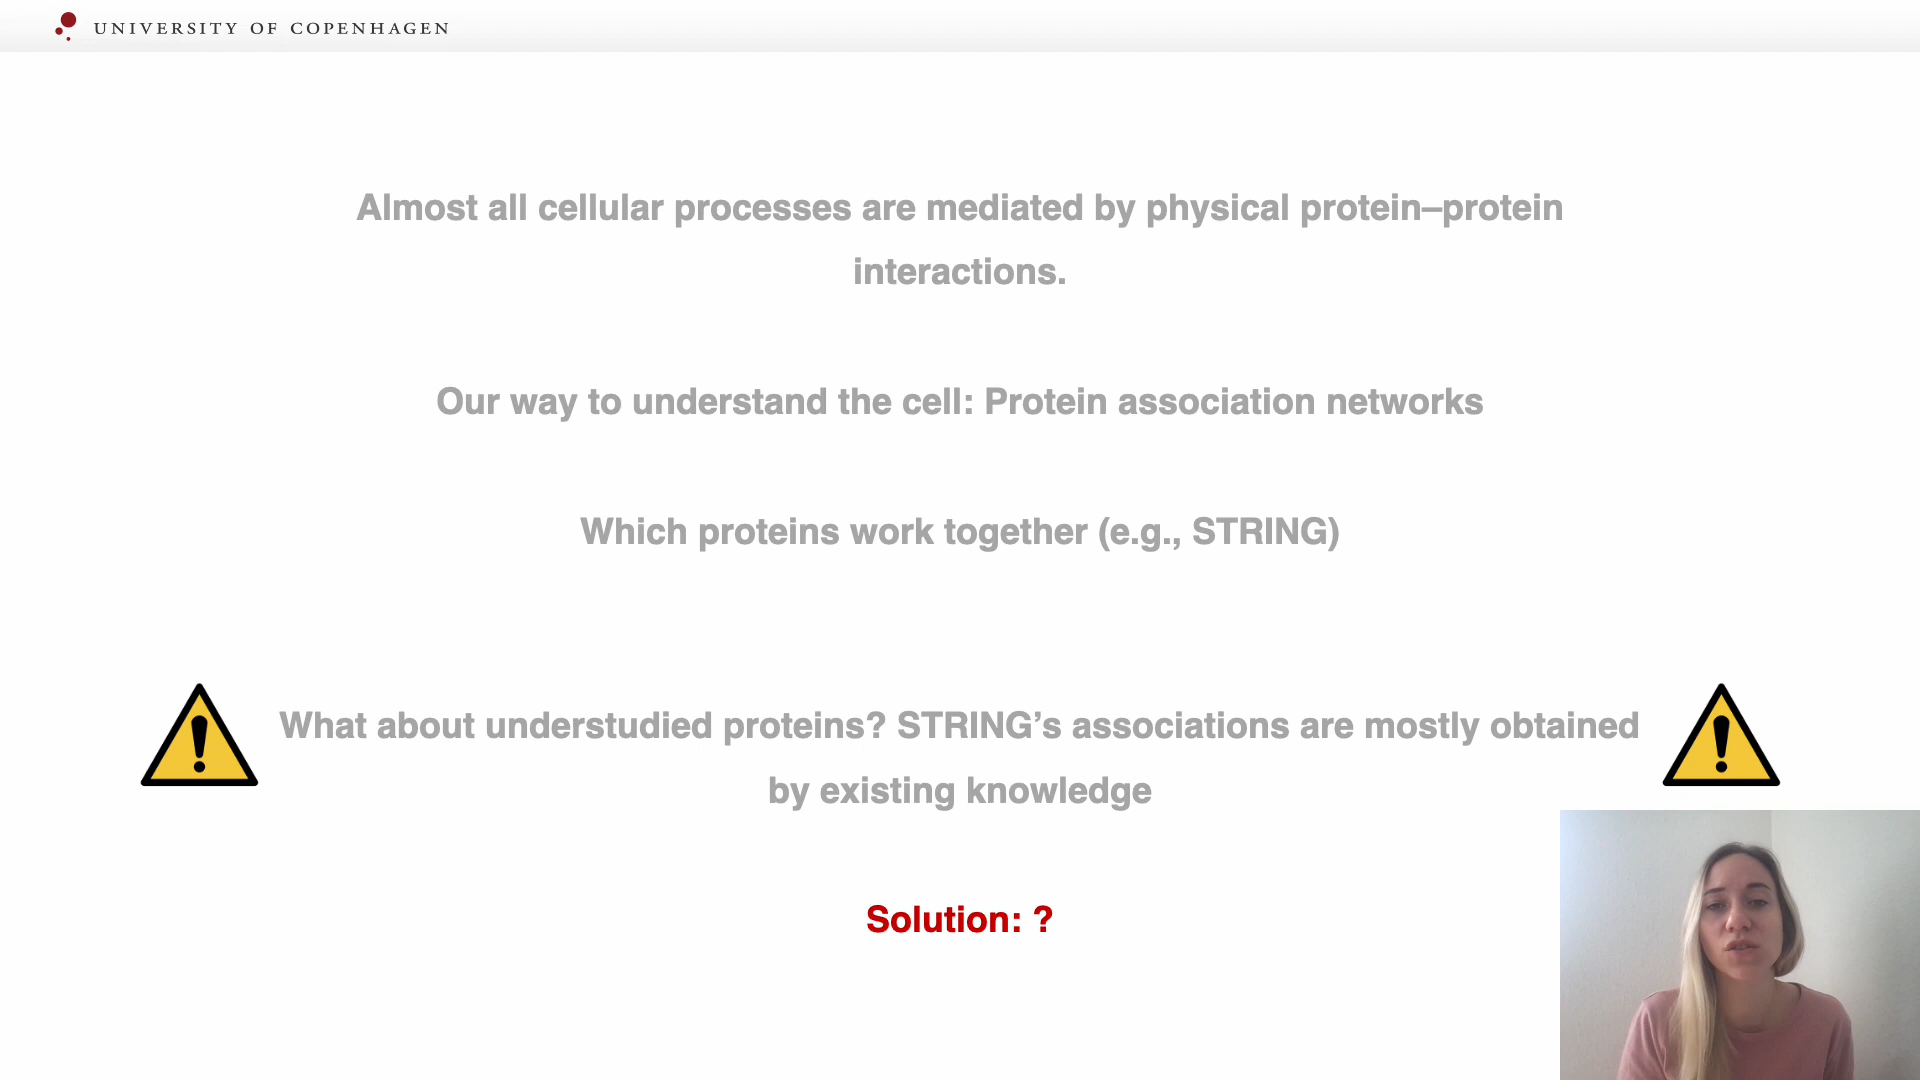 UNIVERSITY OF COPENHAGEN
Almost all cellular processes are mediated by physical protein–protein
interactions.
Our way to understand the cell: Protein association networks
Which proteins work together (e.g., STRING)
What about understudied proteins? STRING’s associations are mostly obtained
by existing knowledge
Solution: ?